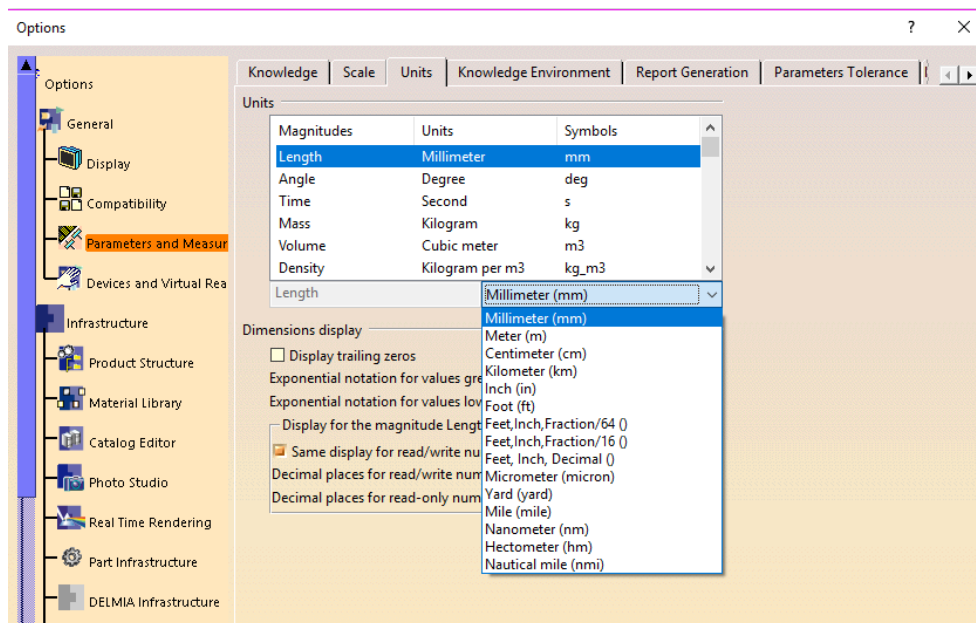 Options
? X
Options
General
Display
Compatibility
Parameters and Measur
Devices and Virtual Rea
Infrastructure
Product Structure
Material Library
Catalog Editor
Photo Studio
Real Time Rendering
Part Infrastructure
DELMIA Infrastructure
Knowledge Scale Units Knowledge Environment Report Generation Parameters Tolerance
Units
Magnitudes Units Symbols
Length Millimeter mm
Angle Degree deg
Time Second s
Mass Kilogram kg
Volume Cubic meter m3
Density Kilogram per m3 kg_m3
Length Millimeter (mm)
Millimeter (mm)
Meter (m)
Centimeter (cm)
Kilometer (km)
Inch (in)
Foot (ft)
Feet,Inch,Fraction/64 ()
Feet,Inch,Fraction/16 ()
Feet, Inch, Decimal ()
Micrometer (micron)
Yard (yard)
Mile (mile)
Nanometer (nm)
Hectometer (hm)
Nautical mile (nmi)
Dimensions display
Display trailing zeros
Exponential notation for values gre
Exponential notation for values lov
Display for the magnitude Lengt
Same display for read/write nu
Decimal places for read/write num
Decimal places for read-only num